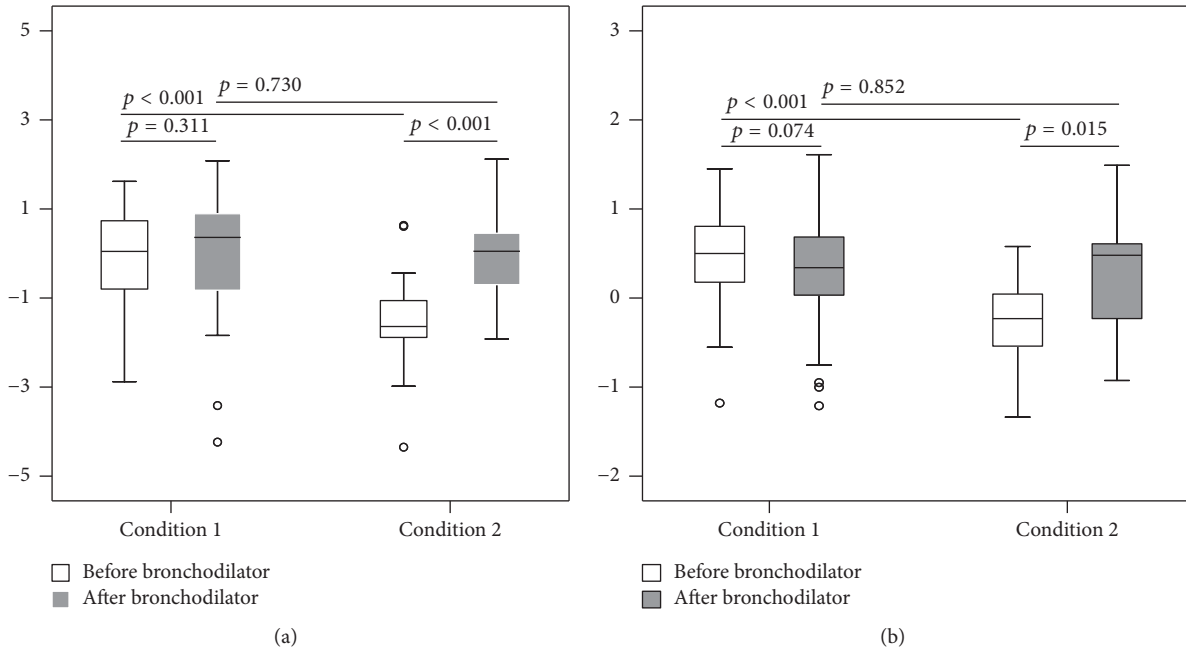 5
3
1
−1
−3
−5
p = 0.730
p < 0.001
p = 0.311
p < 0.001
Condition 1
Condition 2
Before bronchodilator
After bronchodilator
(a)
3
2
1
0
−1
−2
p = 0.852
p < 0.001
p = 0.074
p = 0.015
Condition 1
Condition 2
Before bronchodilator
After bronchodilator
(b)